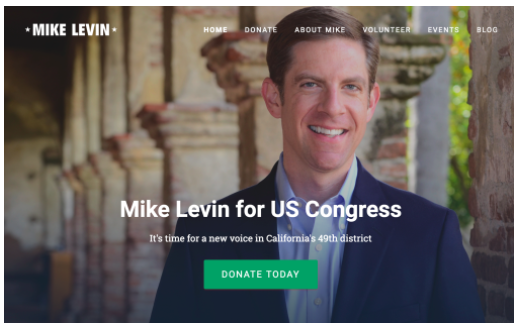 *MIKE LEVIN*
HOME DONATE ABOUT MIKE VOLUNTEER EVENTS BLOG
Mike Levin for US Congress
It's time for a new voice in California's 49th district
DONATE TODAY